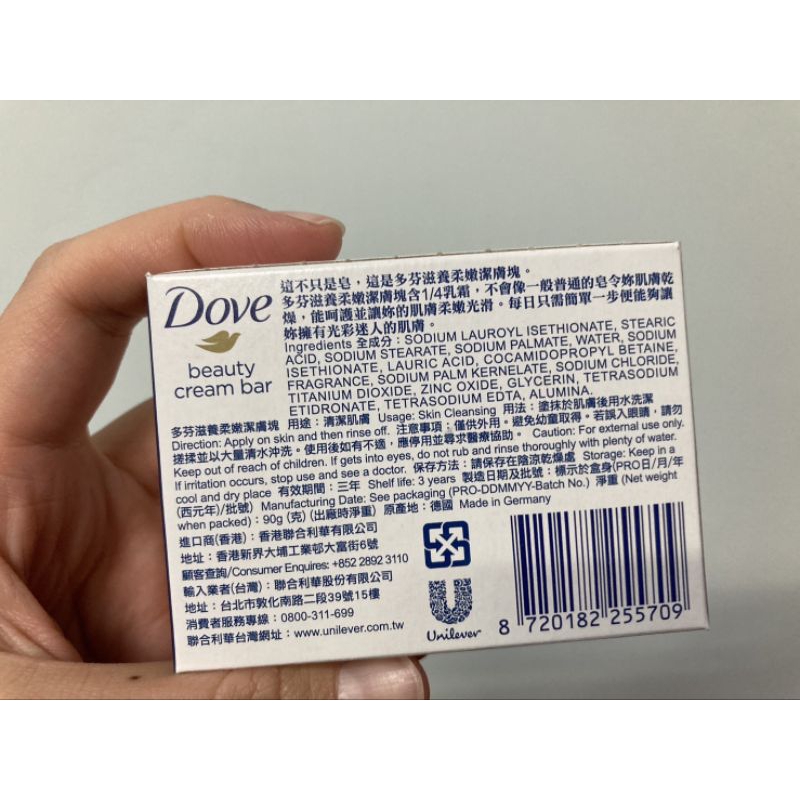 Dove
beauty
cream bar
這不只是皂，這是多芬滋養柔嫩潔膚塊。
多芬滋養柔嫩潔膚塊含1/4乳霜，不會像一般普通的皂令妳肌膚乾
燥，能呵護並讓妳的肌膚柔嫩光滑。每日只需簡單一步便能夠讓
妳擁有光彩迷人的肌膚。
Ingredients 全成分：SODIUM LAUROYL ISETHIONATE, STEARIC
ACID, SODIUM STEARATE, SODIUM PALMATE, WATER, SODIUM
ISETHIONATE, LAURIC ACID, COCAMIDOPROPYL BETAINE,
FRAGRANCE, SODIUM PALM KERNELATE, SODIUM CHLORIDE,
TITANIUM DIOXIDE, ZINC OXIDE, GLYCERIN, TETRASODIUM
ETIDRONATE, TETRASODIUM EDTA, ALUMINA.
多芬滋養柔嫩潔膚塊 用途：清潔肌膚 Usage: Skin Cleansing 用法：塗抹於肌膚後用水洗潔
Direction: Apply on skin and then rinse off. 注意事項：僅供外用。避免幼童取得。若誤入眼睛，請勿
搓揉並以大量清水沖洗。使用後如有不適，應停用並尋求醫療協助。 Caution: For external use only.
Keep out of reach of children. If gets into eyes, do not rub and rinse thoroughly with plenty of water.
If irritation occurs, stop use and see a doctor. 保存方法：請保存在陰涼乾燥處 Storage: Keep in a
cool and dry place 有效期間：三年 Shelf life: 3 years 製造日期及批號：標示於盒身(PRO日/月/年
(西元年)/批號) Manufacturing Date: See packaging (PRO-DDMMYY-Batch No.) 淨重 (Net weight
when packed)：90g (克) (出廠時淨重) 原產地：德國 Made in Germany
進口商(香港)：香港聯合利華有限公司
地址：香港新界大埔工業邨大富街6號
顧客查詢/Consumer Enquires: +852 2892 3110
輸入業者(台灣)：聯合利華股份有限公司
地址：台北市敦化南路二段39號15樓
消費者服務專線：0800-311-699
聯合利華台灣網址：www.unilever.com.tw
Unilever
8 720182 255709